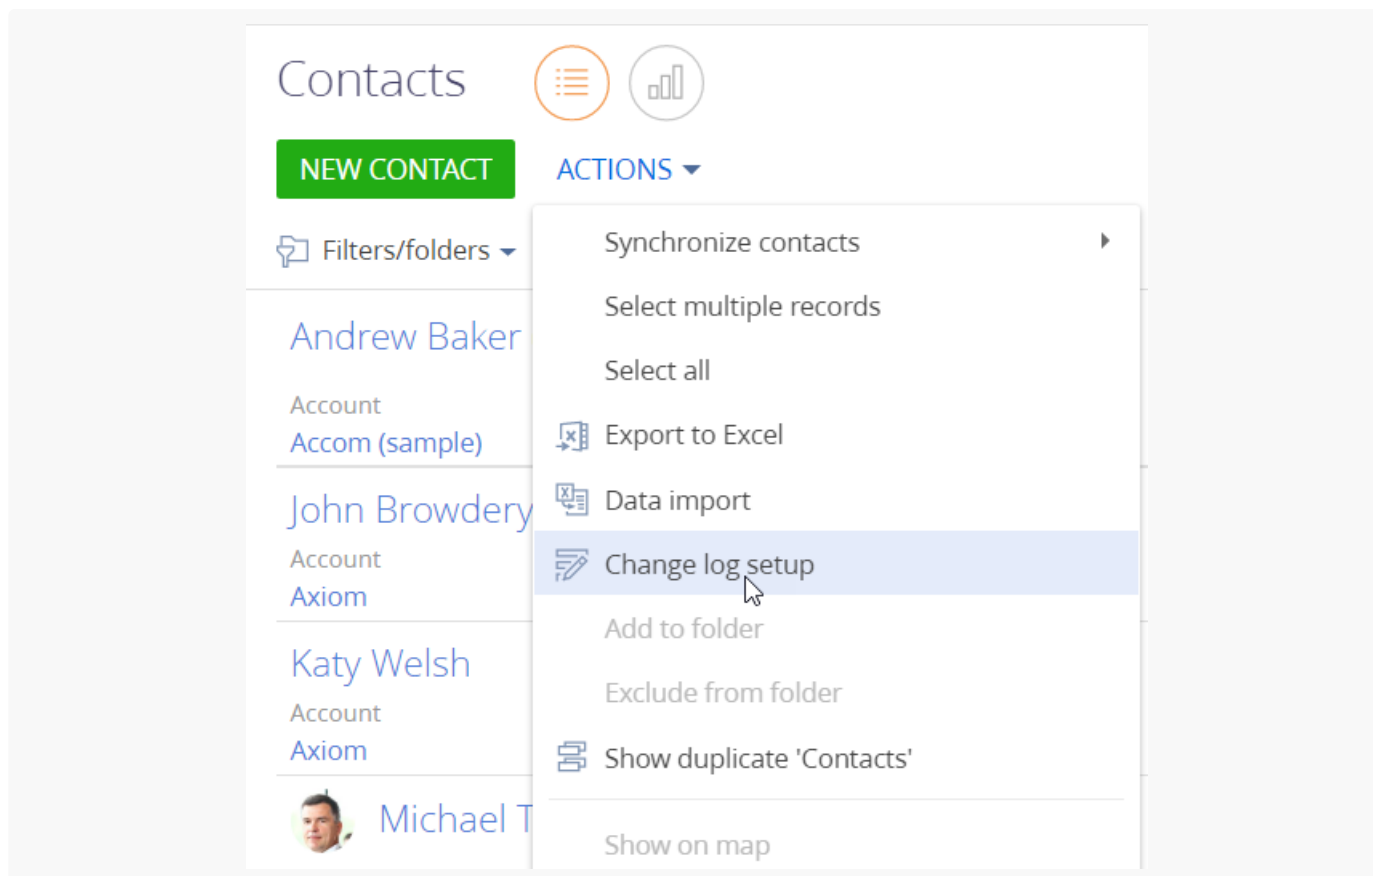 Contacts
NEW CONTACT
ACTIONS
Filters/folders
Synchronize contacts
Select multiple records
Select all
Export to Excel
Data import
Change log setup
Add to folder
Exclude from folder
Show duplicate 'Contacts'
Show on map
Andrew Baker
Account
Accom (sample)
John Browdery
Account
Axiom
Katy Welsh
Account
Axiom
Michael T